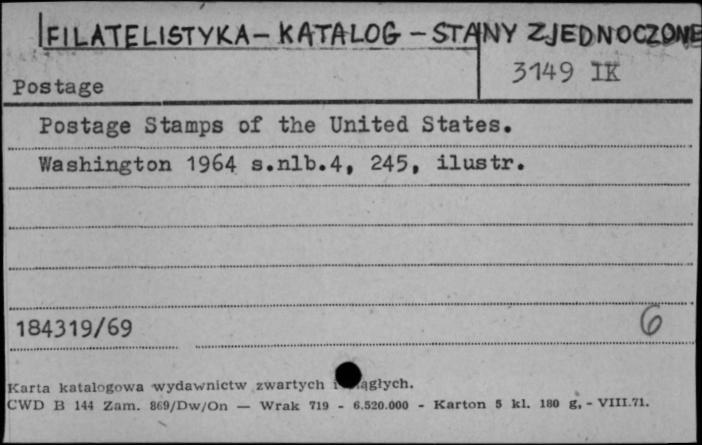 FILATELISTYKA – KATALOG – STANY ZJEDNOCZONE
3149 IK
Postage
Postage Stamps of the United States.
Washington 1964 s.nlb.4, 245, ilustr.
184319/69 6
Karta katalogowa wydawnictw zwartych i ciągłych.
CWD B 144 Zam. 869/Dw/On — Wrak 719 - 6.520.000 - Karton 5 kl. 180 g. - VIII.71.